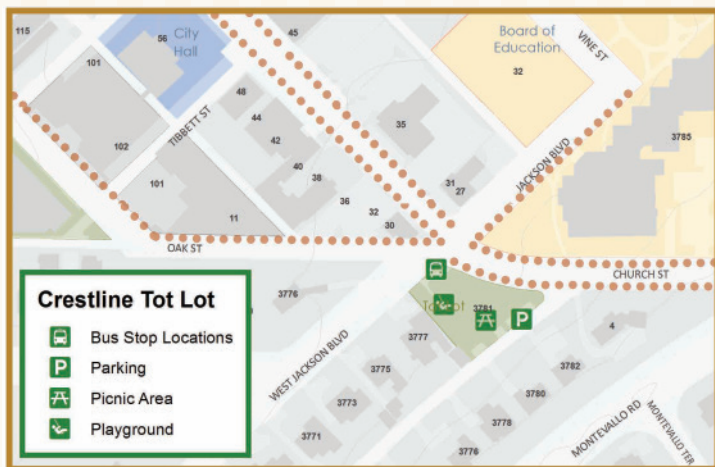 115
56
City
Hall
45
Board of
Education
VINE ST
101
32
48
TIBBETT ST
44
35
3785
102
42
JACKSON BLVD
40
38
31
27
101
36
32
11
30
OAK ST
CHURCH ST
3776
3781
4
WEST JACKSON BLVD
3777
3775
3782
3773
3780
3771
3778
3776
MONTEVALLO RD
MONTEVALLO TER
Crestline Tot Lot
Bus Stop Locations
P Parking
Picnic Area
Playground
P